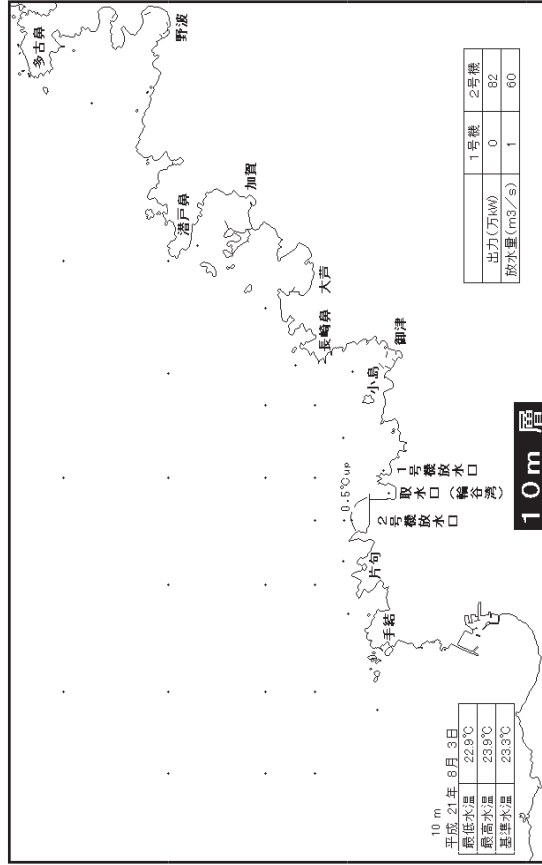 多古鼻
野波
潜戸鼻
加賀
大芦
長崎鼻
御津
小島
0.5℃up
1号機放水口
取水口（輪谷湾）
2号機放水口
片句
手結
1号機 2号機
出力(万kW) 0 82
放水量(m3/s) 1 60
10m層
10 m
平成 21年 8月 3日
最低水温 22.9℃
最高水温 23.9℃
基準水温 23.3℃